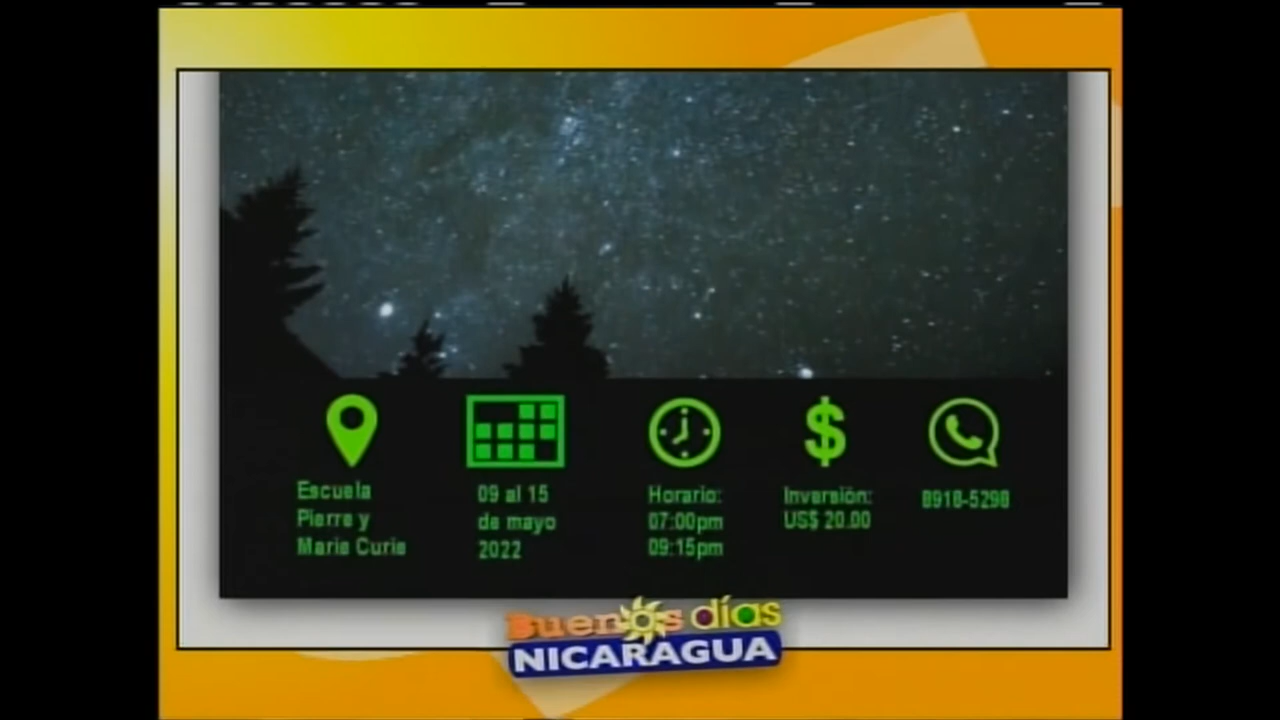 Escuela
Pierre y
Marie Curie
09 al 15
de mayo
2022
Horario:
07:00pm
09:15pm
$
Inversión:
US$ 20.00
8918-5298
Buenos días
NICARAGUA